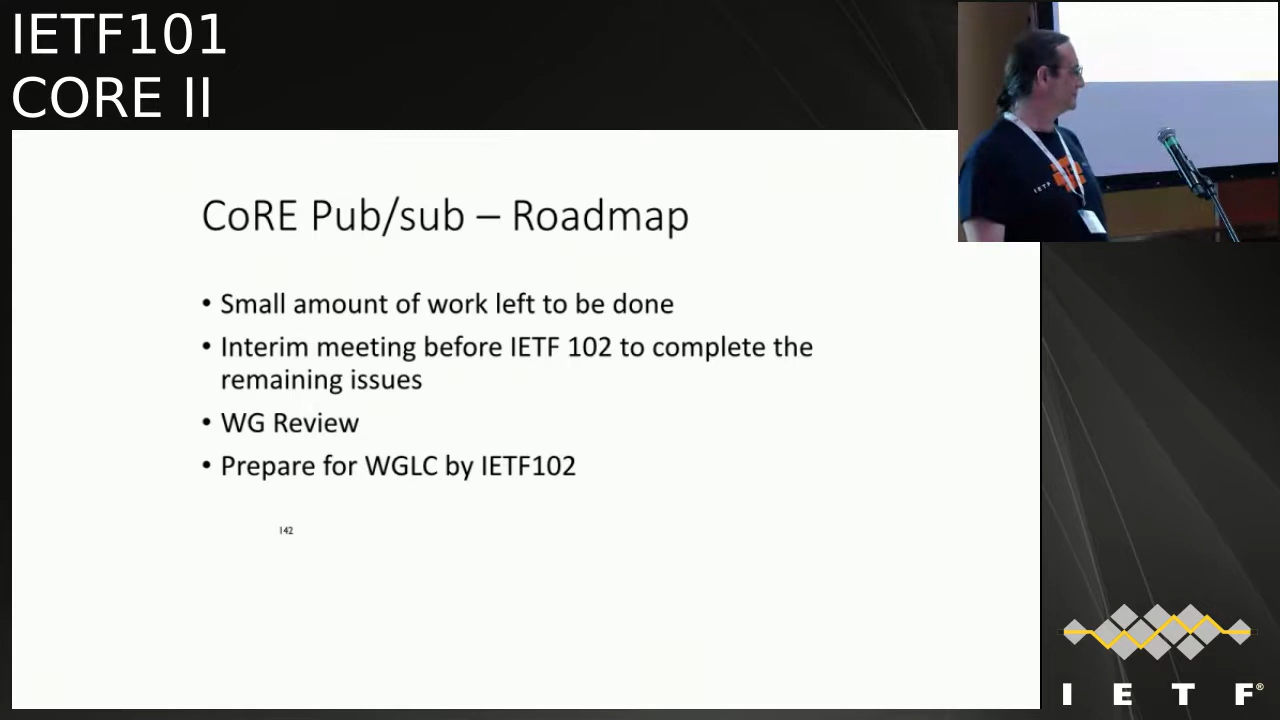 IETF101
CORE II
CoRE Pub/sub – Roadmap
• Small amount of work left to be done
• Interim meeting before IETF 102 to complete the
remaining issues
• WG Review
• Prepare for WGLC by IETF102
142
IETF
I E T F®